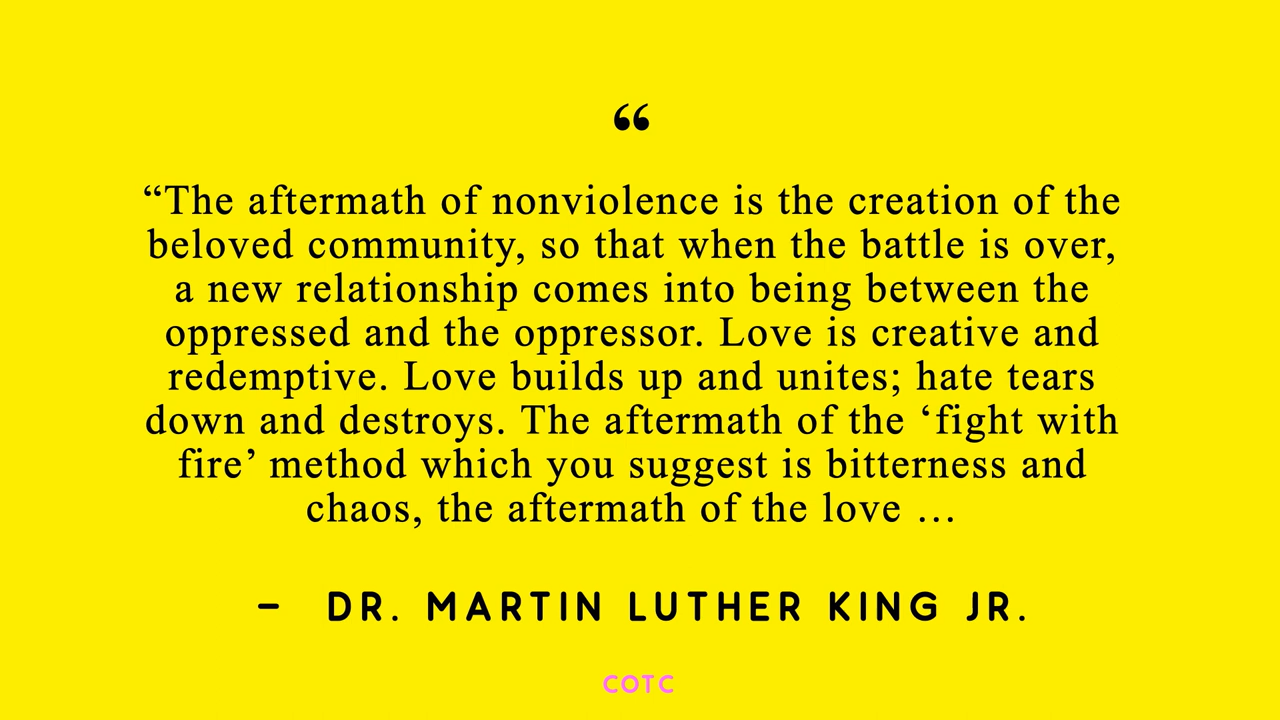 “
“The aftermath of nonviolence is the creation of the
beloved community, so that when the battle is over,
a new relationship comes into being between the
oppressed and the oppressor. Love is creative and
redemptive. Love builds up and unites; hate tears
down and destroys. The aftermath of the ‘fight with
fire’ method which you suggest is bitterness and
chaos, the aftermath of the love …
– DR. MARTIN LUTHER KING JR.
COTC